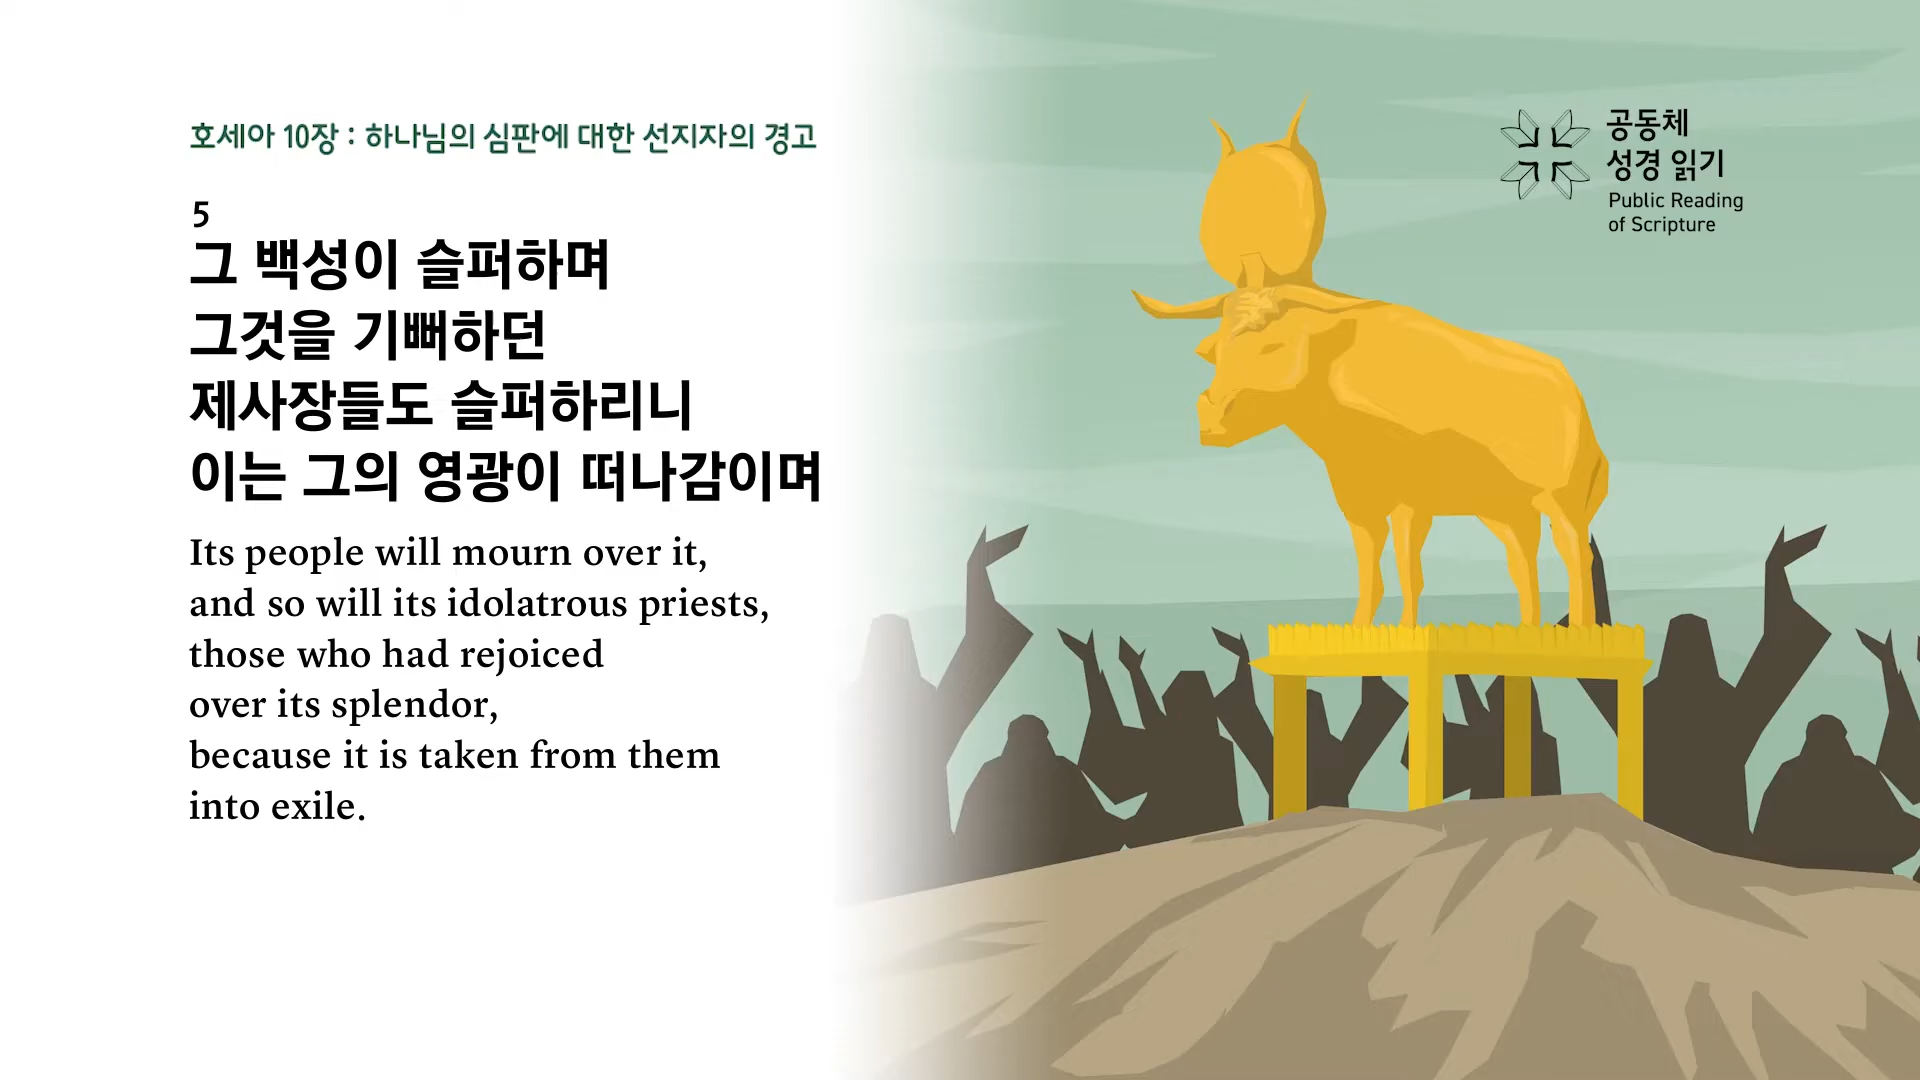 호세아 10장 : 하나님의 심판에 대한 선지자의 경고
5
그 백성이 슬퍼하며
그것을 기뻐하던
제사장들도 슬퍼하리니
이는 그의 영광이 떠나감이며
Its people will mourn over it,
and so will its idolatrous priests,
those who had rejoiced
over its splendor,
because it is taken from them
into exile.
공동체
성경 읽기
Public Reading
of Scripture